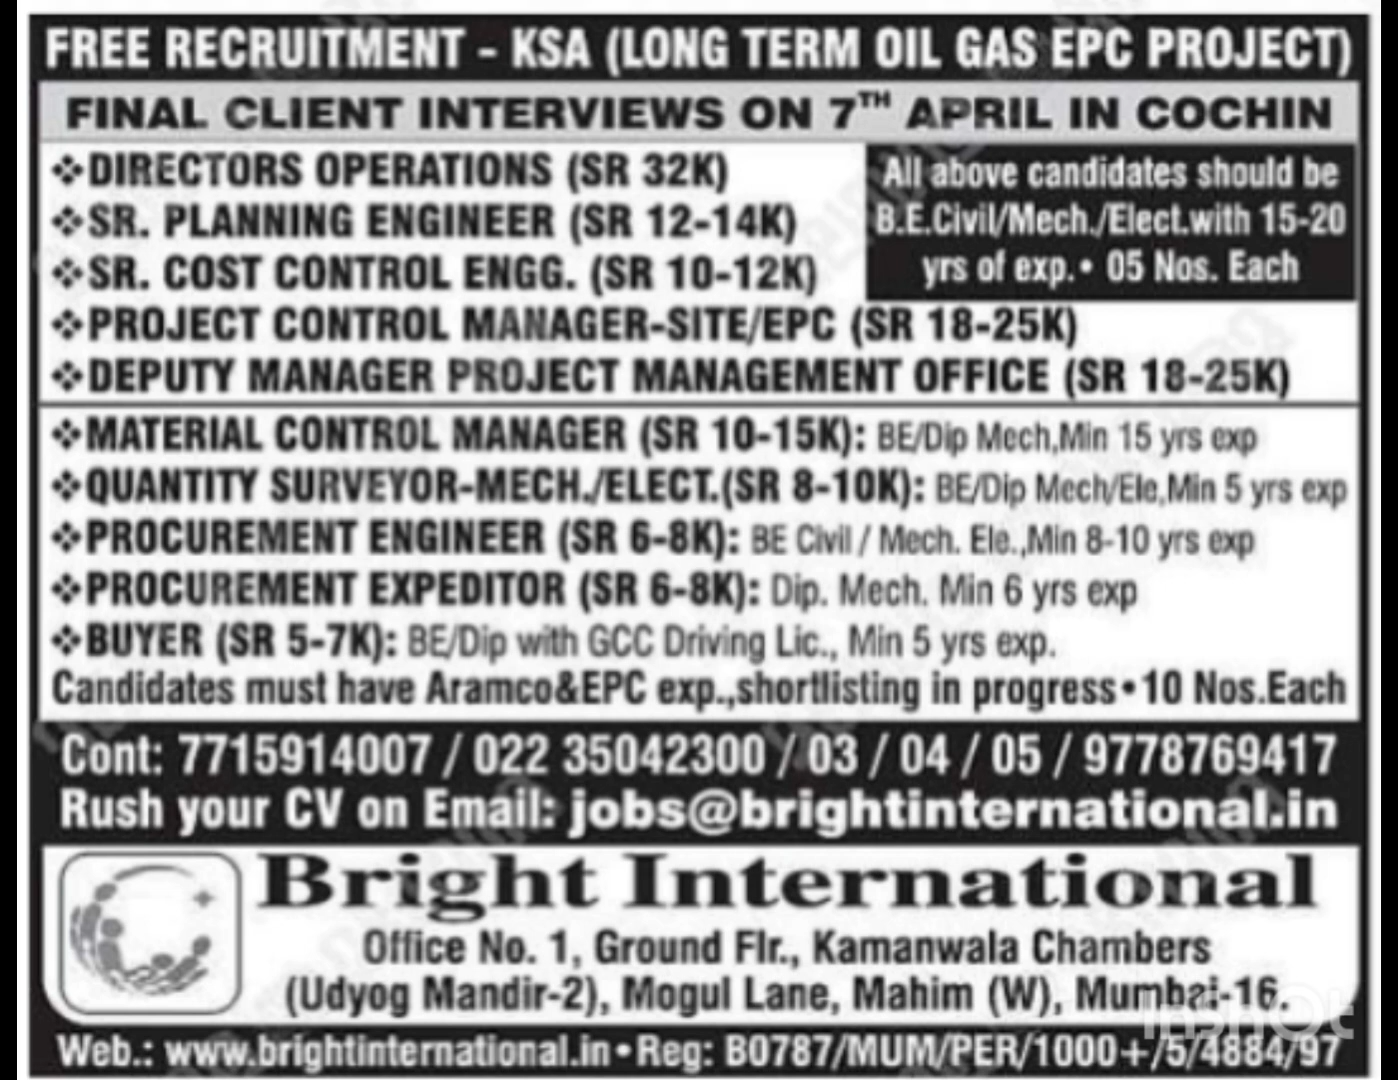 FREE RECRUITMENT - KSA (LONG TERM OIL GAS EPC PROJECT)
FINAL CLIENT INTERVIEWS ON 7TH APRIL IN COCHIN
❖DIRECTORS OPERATIONS (SR 32K)
❖SR. PLANNING ENGINEER (SR 12-14K)
❖SR. COST CONTROL ENGG. (SR 10-12K)
All above candidates should be
B.E.Civil/Mech./Elect.with 15-20
yrs of exp.• 05 Nos. Each
❖PROJECT CONTROL MANAGER-SITE/EPC (SR 18-25K)
❖DEPUTY MANAGER PROJECT MANAGEMENT OFFICE (SR 18-25K)
❖MATERIAL CONTROL MANAGER (SR 10-15K): BE/Dip Mech,Min 15 yrs exp
❖QUANTITY SURVEYOR-MECH./ELECT.(SR 8-10K): BE/Dip Mech/Ele,Min 5 yrs exp
❖PROCUREMENT ENGINEER (SR 6-8K): BE Civil / Mech. Ele.,Min 8-10 yrs exp
❖PROCUREMENT EXPEDITOR (SR 6-8K): Dip. Mech. Min 6 yrs exp
❖BUYER (SR 5-7K): BE/Dip with GCC Driving Lic., Min 5 yrs exp.
Candidates must have Aramco&EPC exp.,shortlisting in progress•10 Nos.Each
Cont: 7715914007 / 022 35042300 / 03 / 04 / 05 / 9778769417
Rush your CV on Email: jobs@brightinternational.in
Bright International
Office No. 1, Ground Flr., Kamanwala Chambers
(Udyog Mandir-2), Mogul Lane, Mahim (W), Mumbai-16.
InShOt
Web.: www.brightinternational.in•Reg: B0787/MUM/PER/1000+/5/4884/97